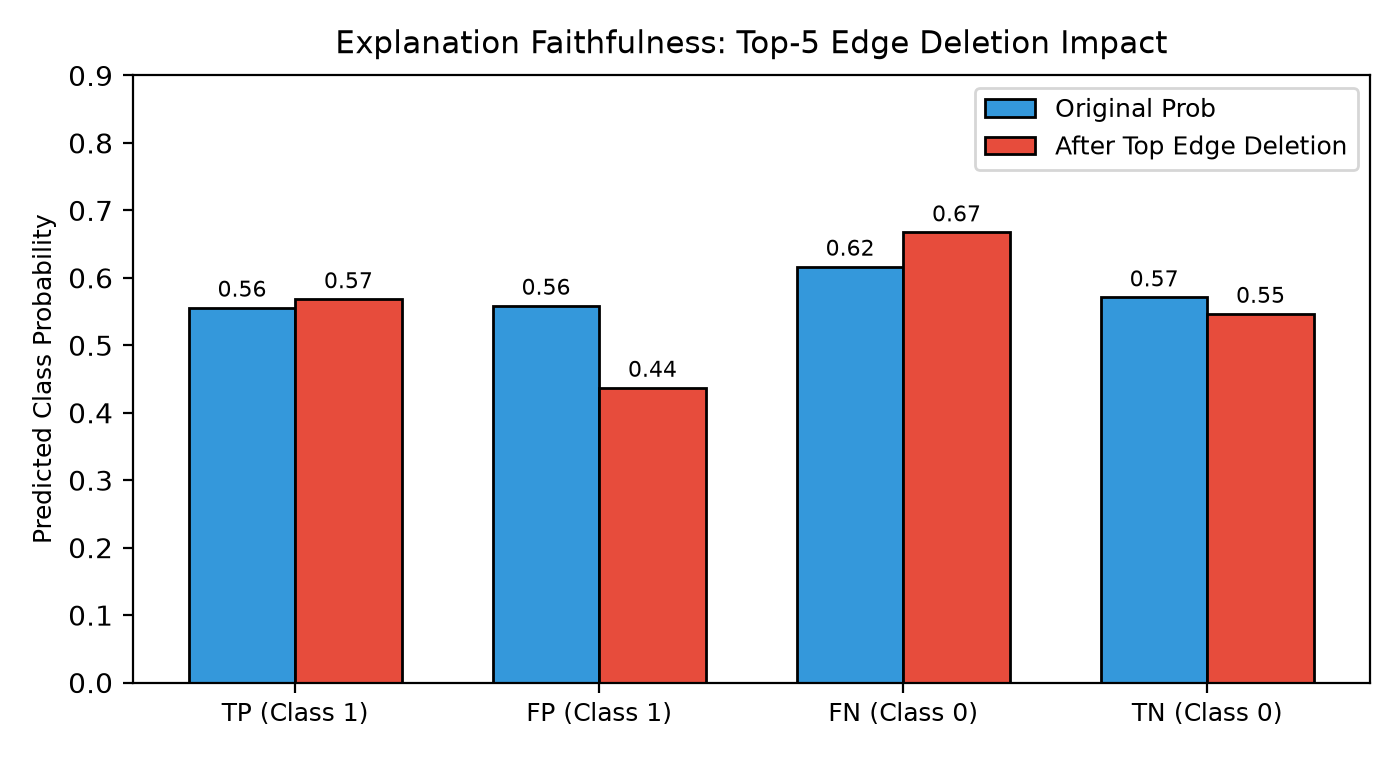 Explanation Faithfulness: Top-5 Edge Deletion Impact
Original Prob
After Top Edge Deletion
Predicted Class Probability
0.9
0.8
0.7
0.6
0.5
0.4
0.3
0.2
0.1
0.0
0.56
0.57
0.56
0.44
0.62
0.67
0.57
0.55
TP (Class 1)
FP (Class 1)
FN (Class 0)
TN (Class 0)